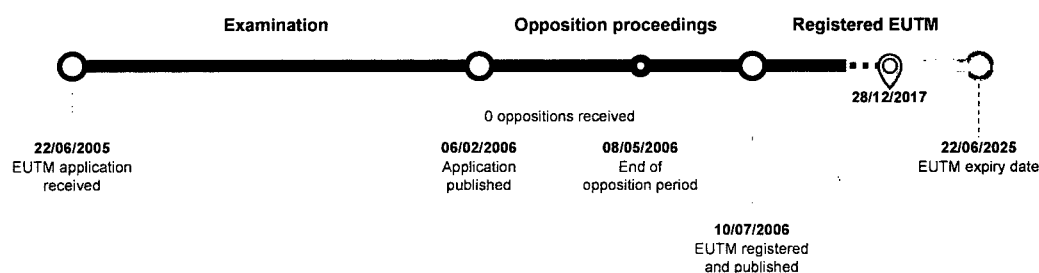 Examination
Opposition proceedings
Registered EUTM
28/12/2017
0 oppositions received
22/06/2005
EUTM application
received
06/02/2006
Application
published
08/05/2006
End of
opposition period
22/06/2025
EUTM expiry date
10/07/2006
EUTM registered
and published